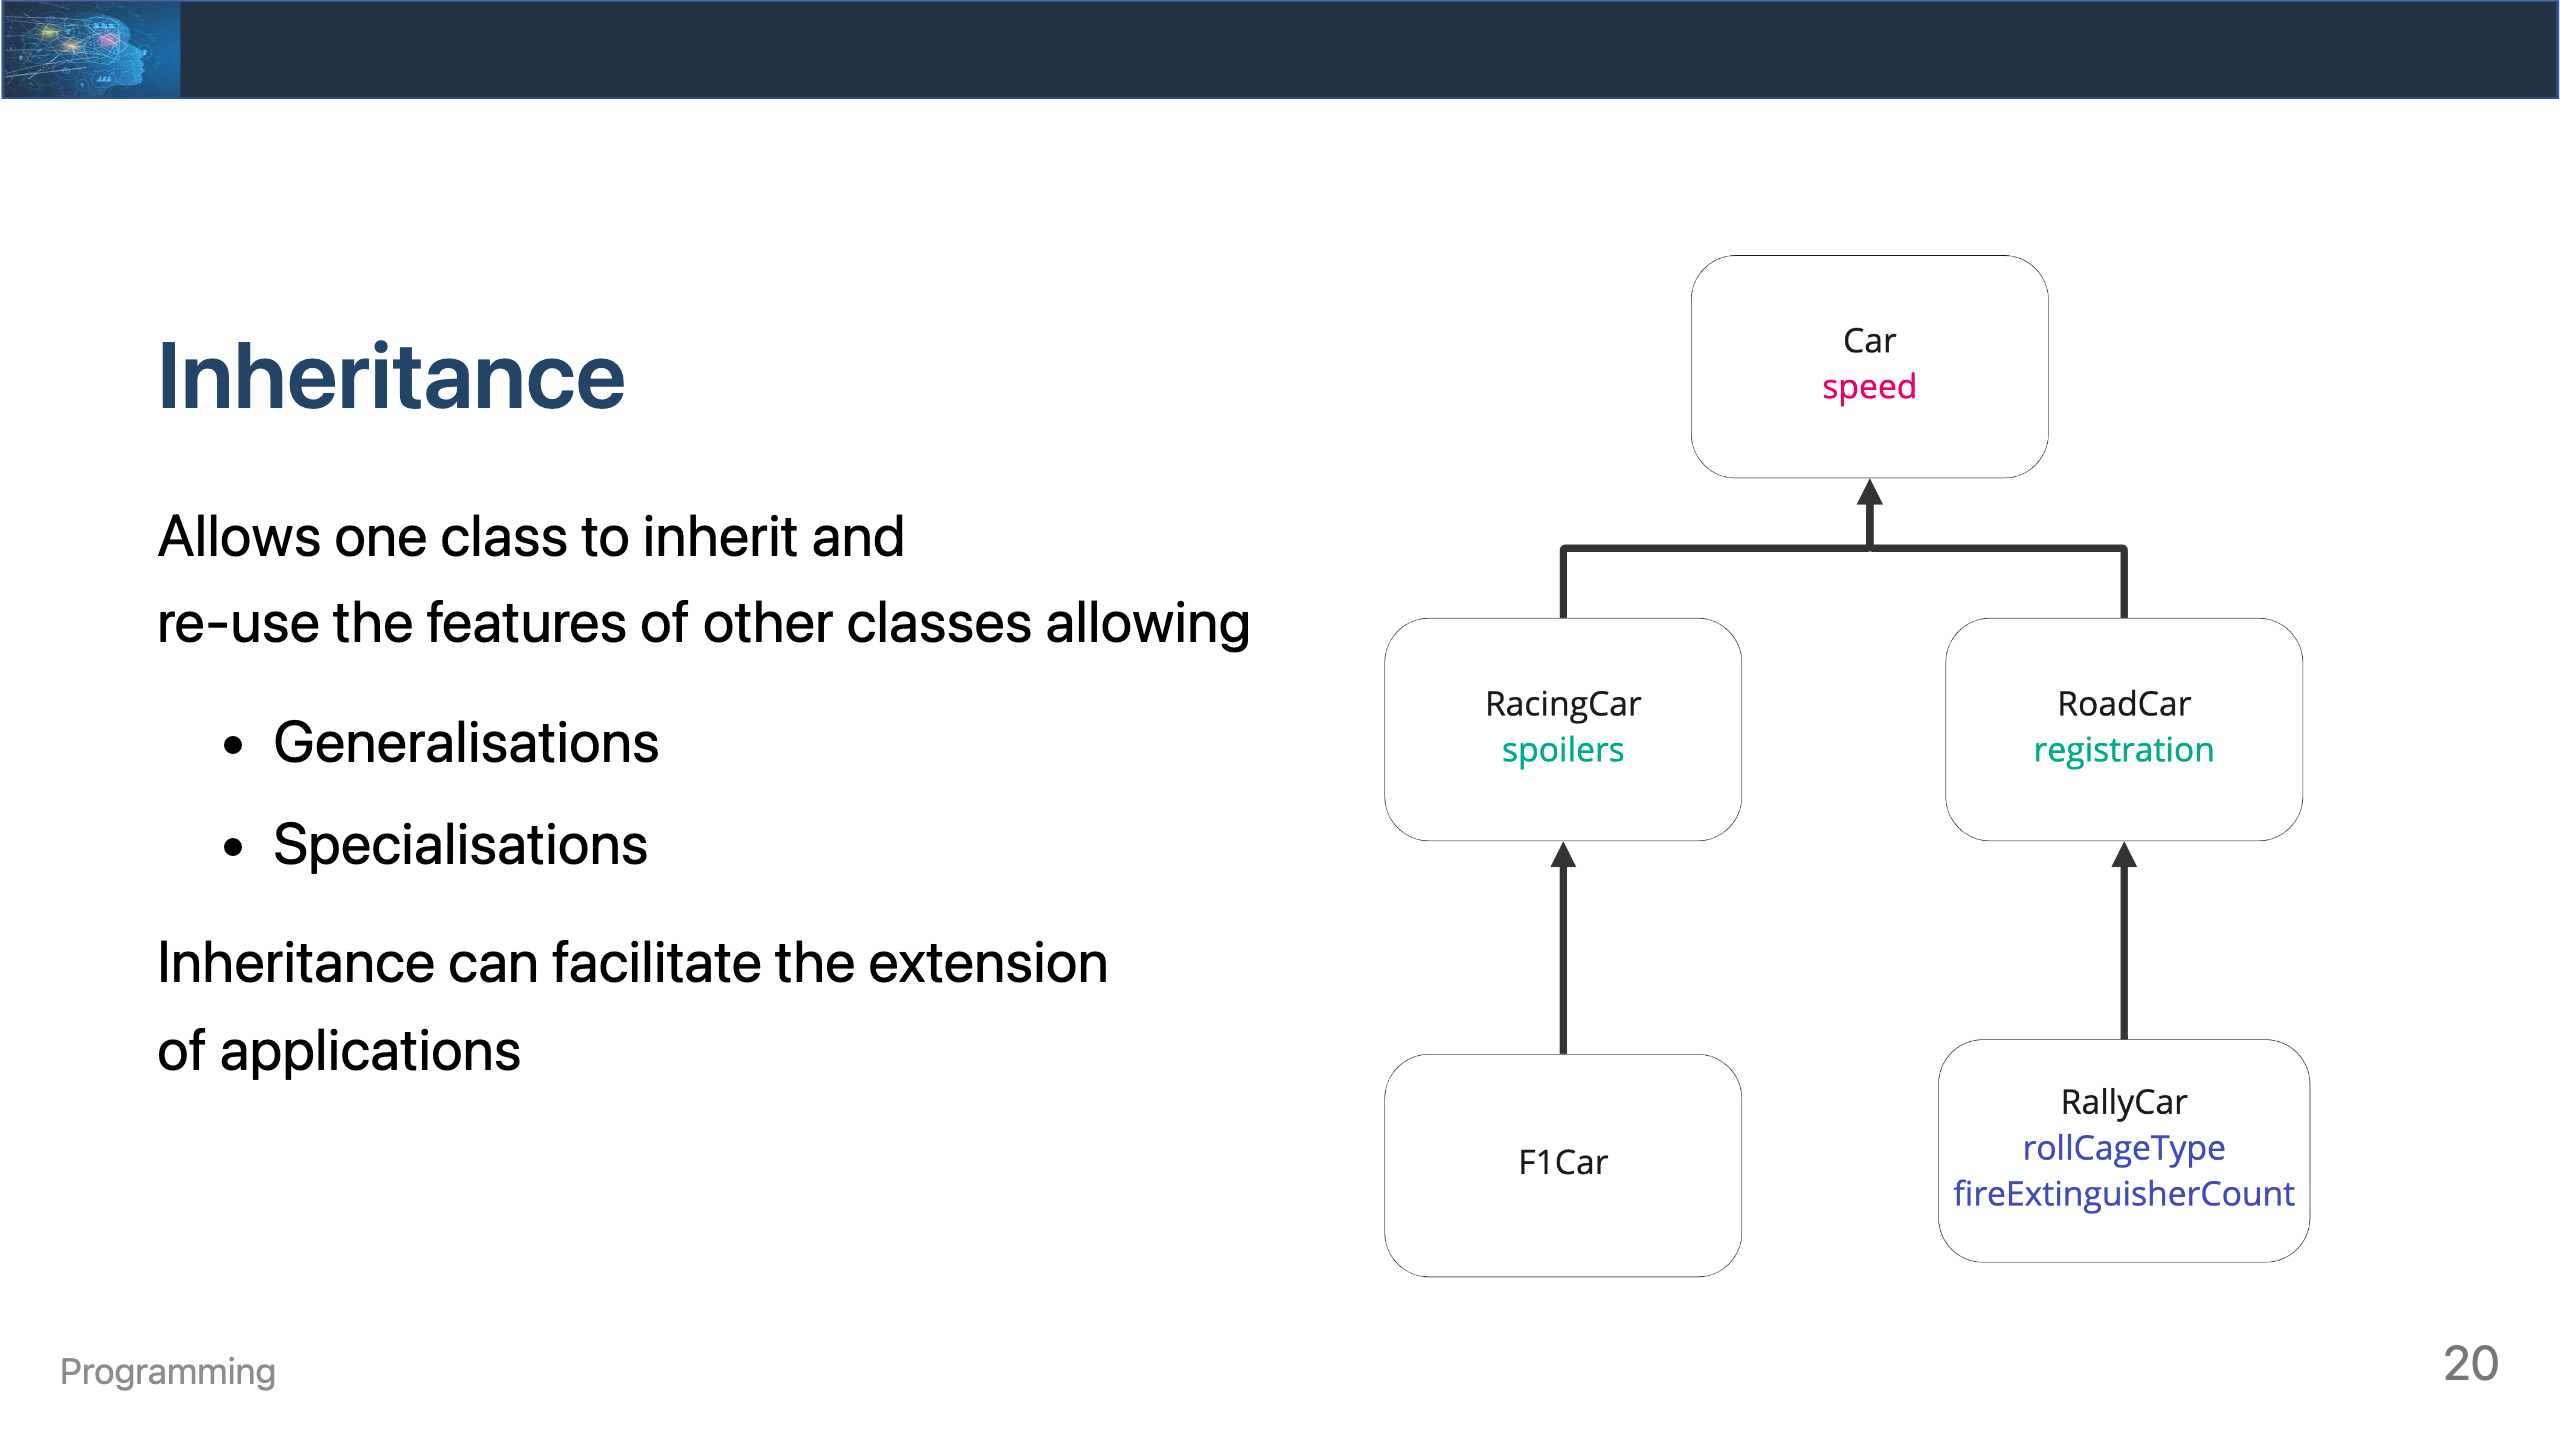 Inheritance
Allows one class to inherit and
re-use the features of other classes allowing
• Generalisations
• Specialisations
Inheritance can facilitate the extension
of applications
Car
speed
RacingCar
spoilers
RoadCar
registration
F1Car
RallyCar
rollCageType
fireExtinguisherCount
Programming
20